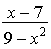 x − 7
9 − x²